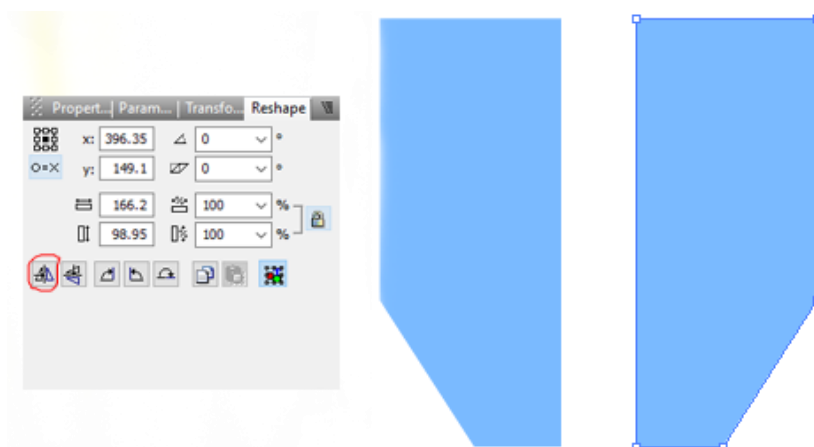 Propert... | Param... | Transfo... Reshape
x: 396.35 0 °
y: 149.1 0 °
166.2 100 %
98.95 100 %